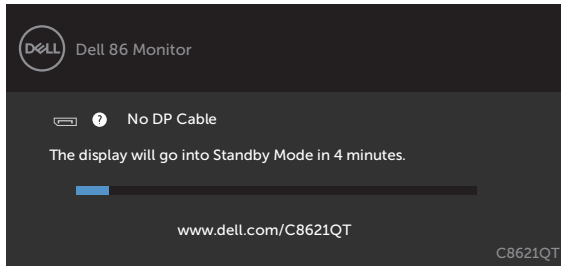 DELL Dell 86 Monitor
? No DP Cable
The display will go into Standby Mode in 4 minutes.
www.dell.com/C8621QT
C8621QT